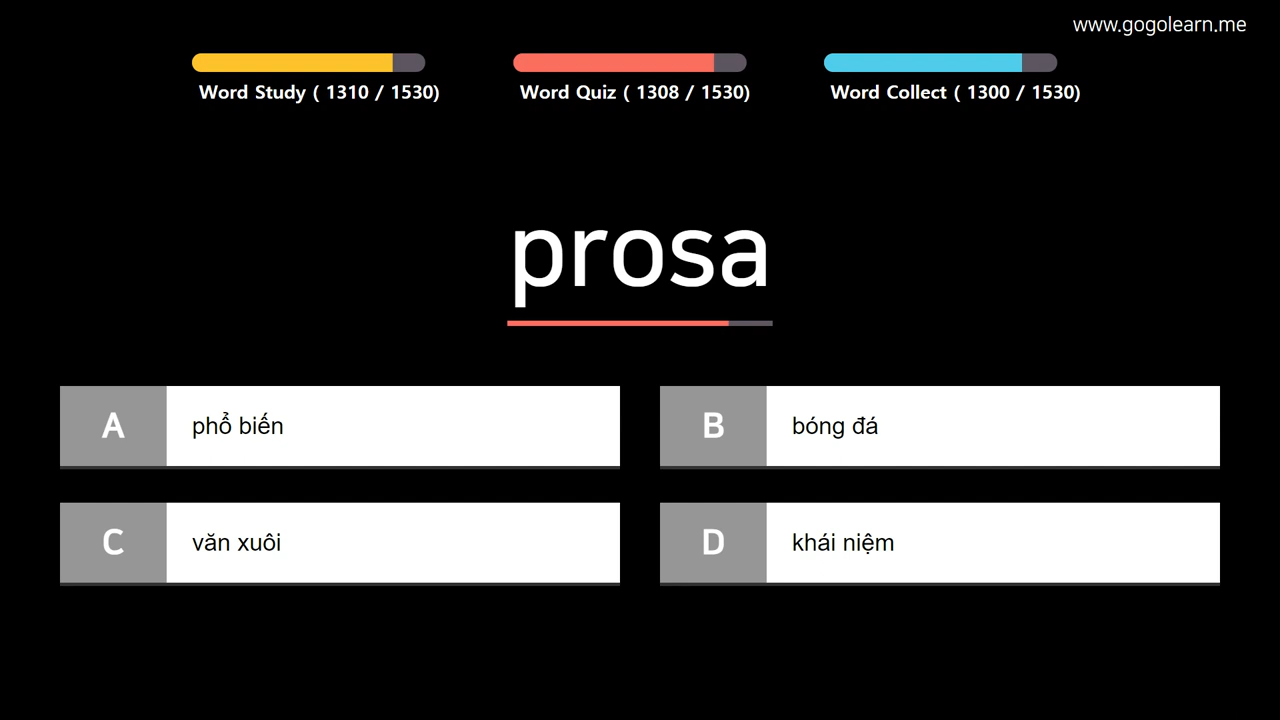 www.gogolearn.me
Word Study ( 1310 / 1530)
Word Quiz ( 1308 / 1530)
Word Collect ( 1300 / 1530)
prosa
A phổ biến
B bóng đá
C văn xuôi
D khái niệm